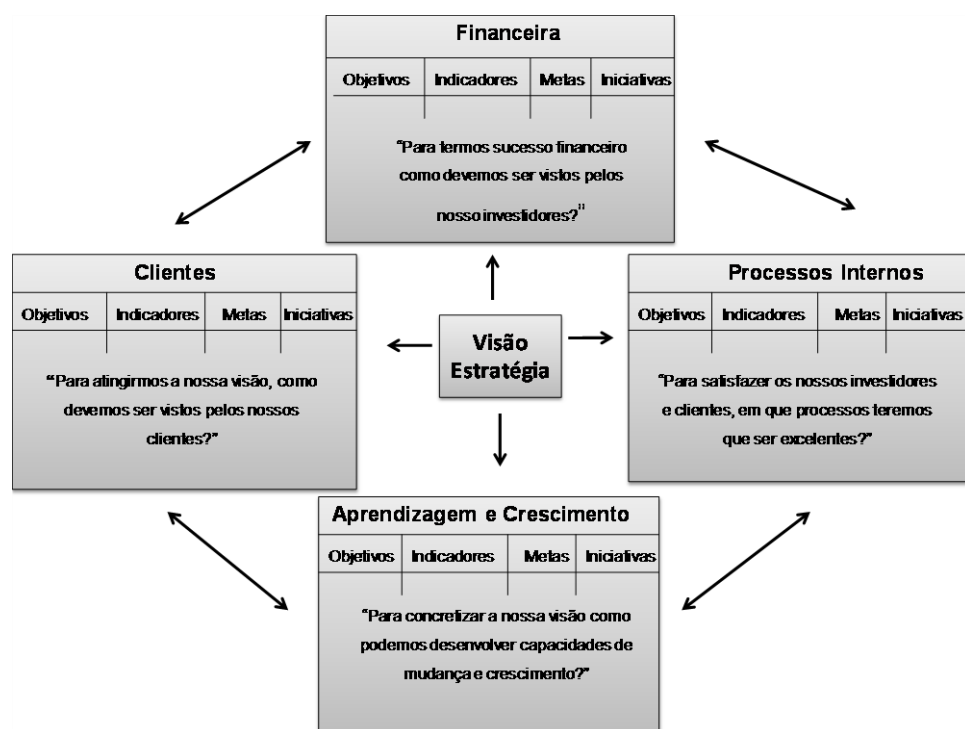 Financeira
Objetivos Indicadores Metas Iniciativas
“Para termos sucesso financeiro
como devemos ser vistos pelos
nosso investidores?”
Clientes
Objetivos Indicadores Metas Iniciativas
“Para atingirmos a nossa visão, como
devemos ser vistos pelos nossos
clientes?”
Visão
Estratégia
Processos Internos
Objetivos Indicadores Metas Iniciativas
“Para satisfazer os nossos investidores
e clientes, em que processos teremos
que ser excelentes?”
Aprendizagem e Crescimento
Objetivos Indicadores Metas Iniciativas
“Para concretizar a nossa visão como
podemos desenvolver capacidades de
mudança e crescimento?”